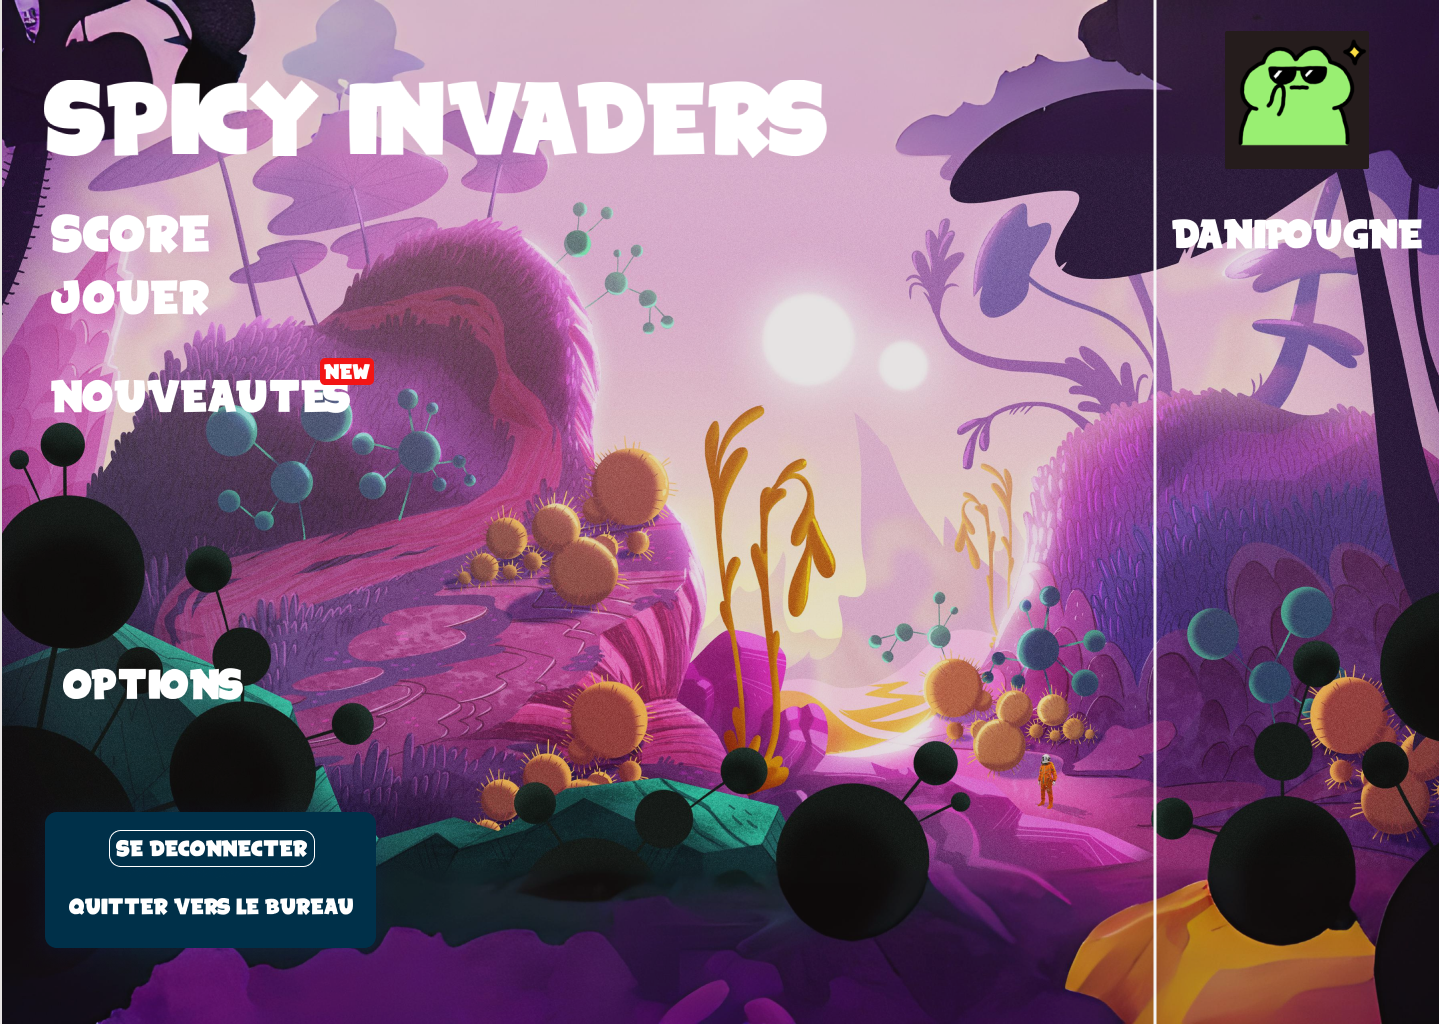 SPICY INVADERS
SCORE
JOUER
NEW
NOUVEAUTES
OPTIONS
SE DECONNECTER
QUITTER VERS LE BUREAU
DANIPOUGNE